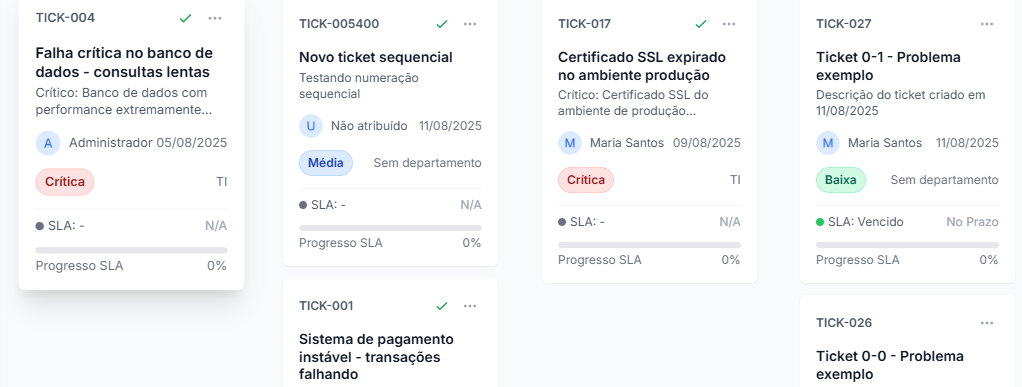 TICK-004
Falha crítica no banco de
dados - consultas lentas
Crítico: Banco de dados com
performance extremamente...
A Administrador 05/08/2025
Crítica TI
SLA: - N/A
Progresso SLA 0%
TICK-005400
Novo ticket sequencial
Testando numeração
sequencial
U Não atribuído 11/08/2025
Média Sem departamento
SLA: - N/A
Progresso SLA 0%
TICK-001
Sistema de pagamento
instável - transações
falhando
TICK-017
Certificado SSL expirado
no ambiente produção
Crítico: Certificado SSL do
ambiente de produção...
M Maria Santos 09/08/2025
Crítica TI
SLA: - N/A
Progresso SLA 0%
TICK-027
Ticket 0-1 - Problema
exemplo
Descrição do ticket criado em
11/08/2025
M Maria Santos 11/08/2025
Baixa Sem departamento
SLA: Vencido No Prazo
Progresso SLA 0%
TICK-026
Ticket 0-0 - Problema
exemplo